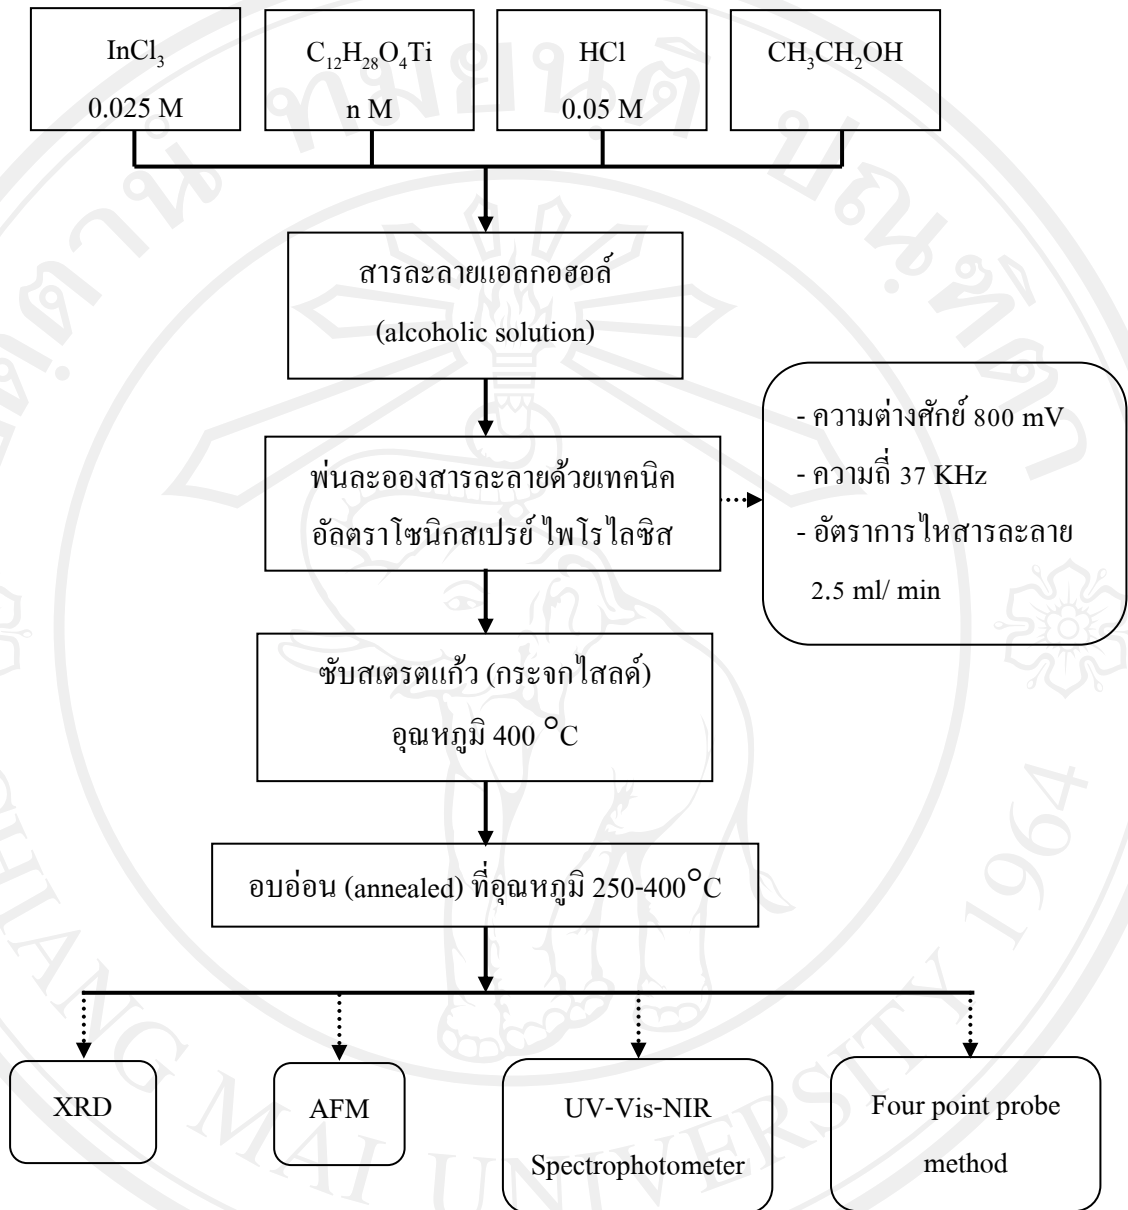 InCl₃
0.025 M
C₁₂H₂₈O₄Ti
n M
HCl
0.05 M
CH₃CH₂OH
สารละลายแอลกอฮอล์
(alcoholic solution)
พ่นละอองสารละลายด้วยเทคนิค
อัลตราโซนิกสเปรย์ ไพโรไลซิส
- ความต่างศักย์ 800 mV
- ความถี่ 37 KHz
- อัตราการไหสารละลาย
2.5 ml/ min
ซับสเตรตแก้ว (กระจกไสลด์)
อุณหภูมิ 400 °C
อบอ่อน (annealed) ที่อุณหภูมิ 250-400°C
XRD
AFM
UV-Vis-NIR
Spectrophotometer
Four point probe
method
CHIANG MAI UNIVERSITY 1964